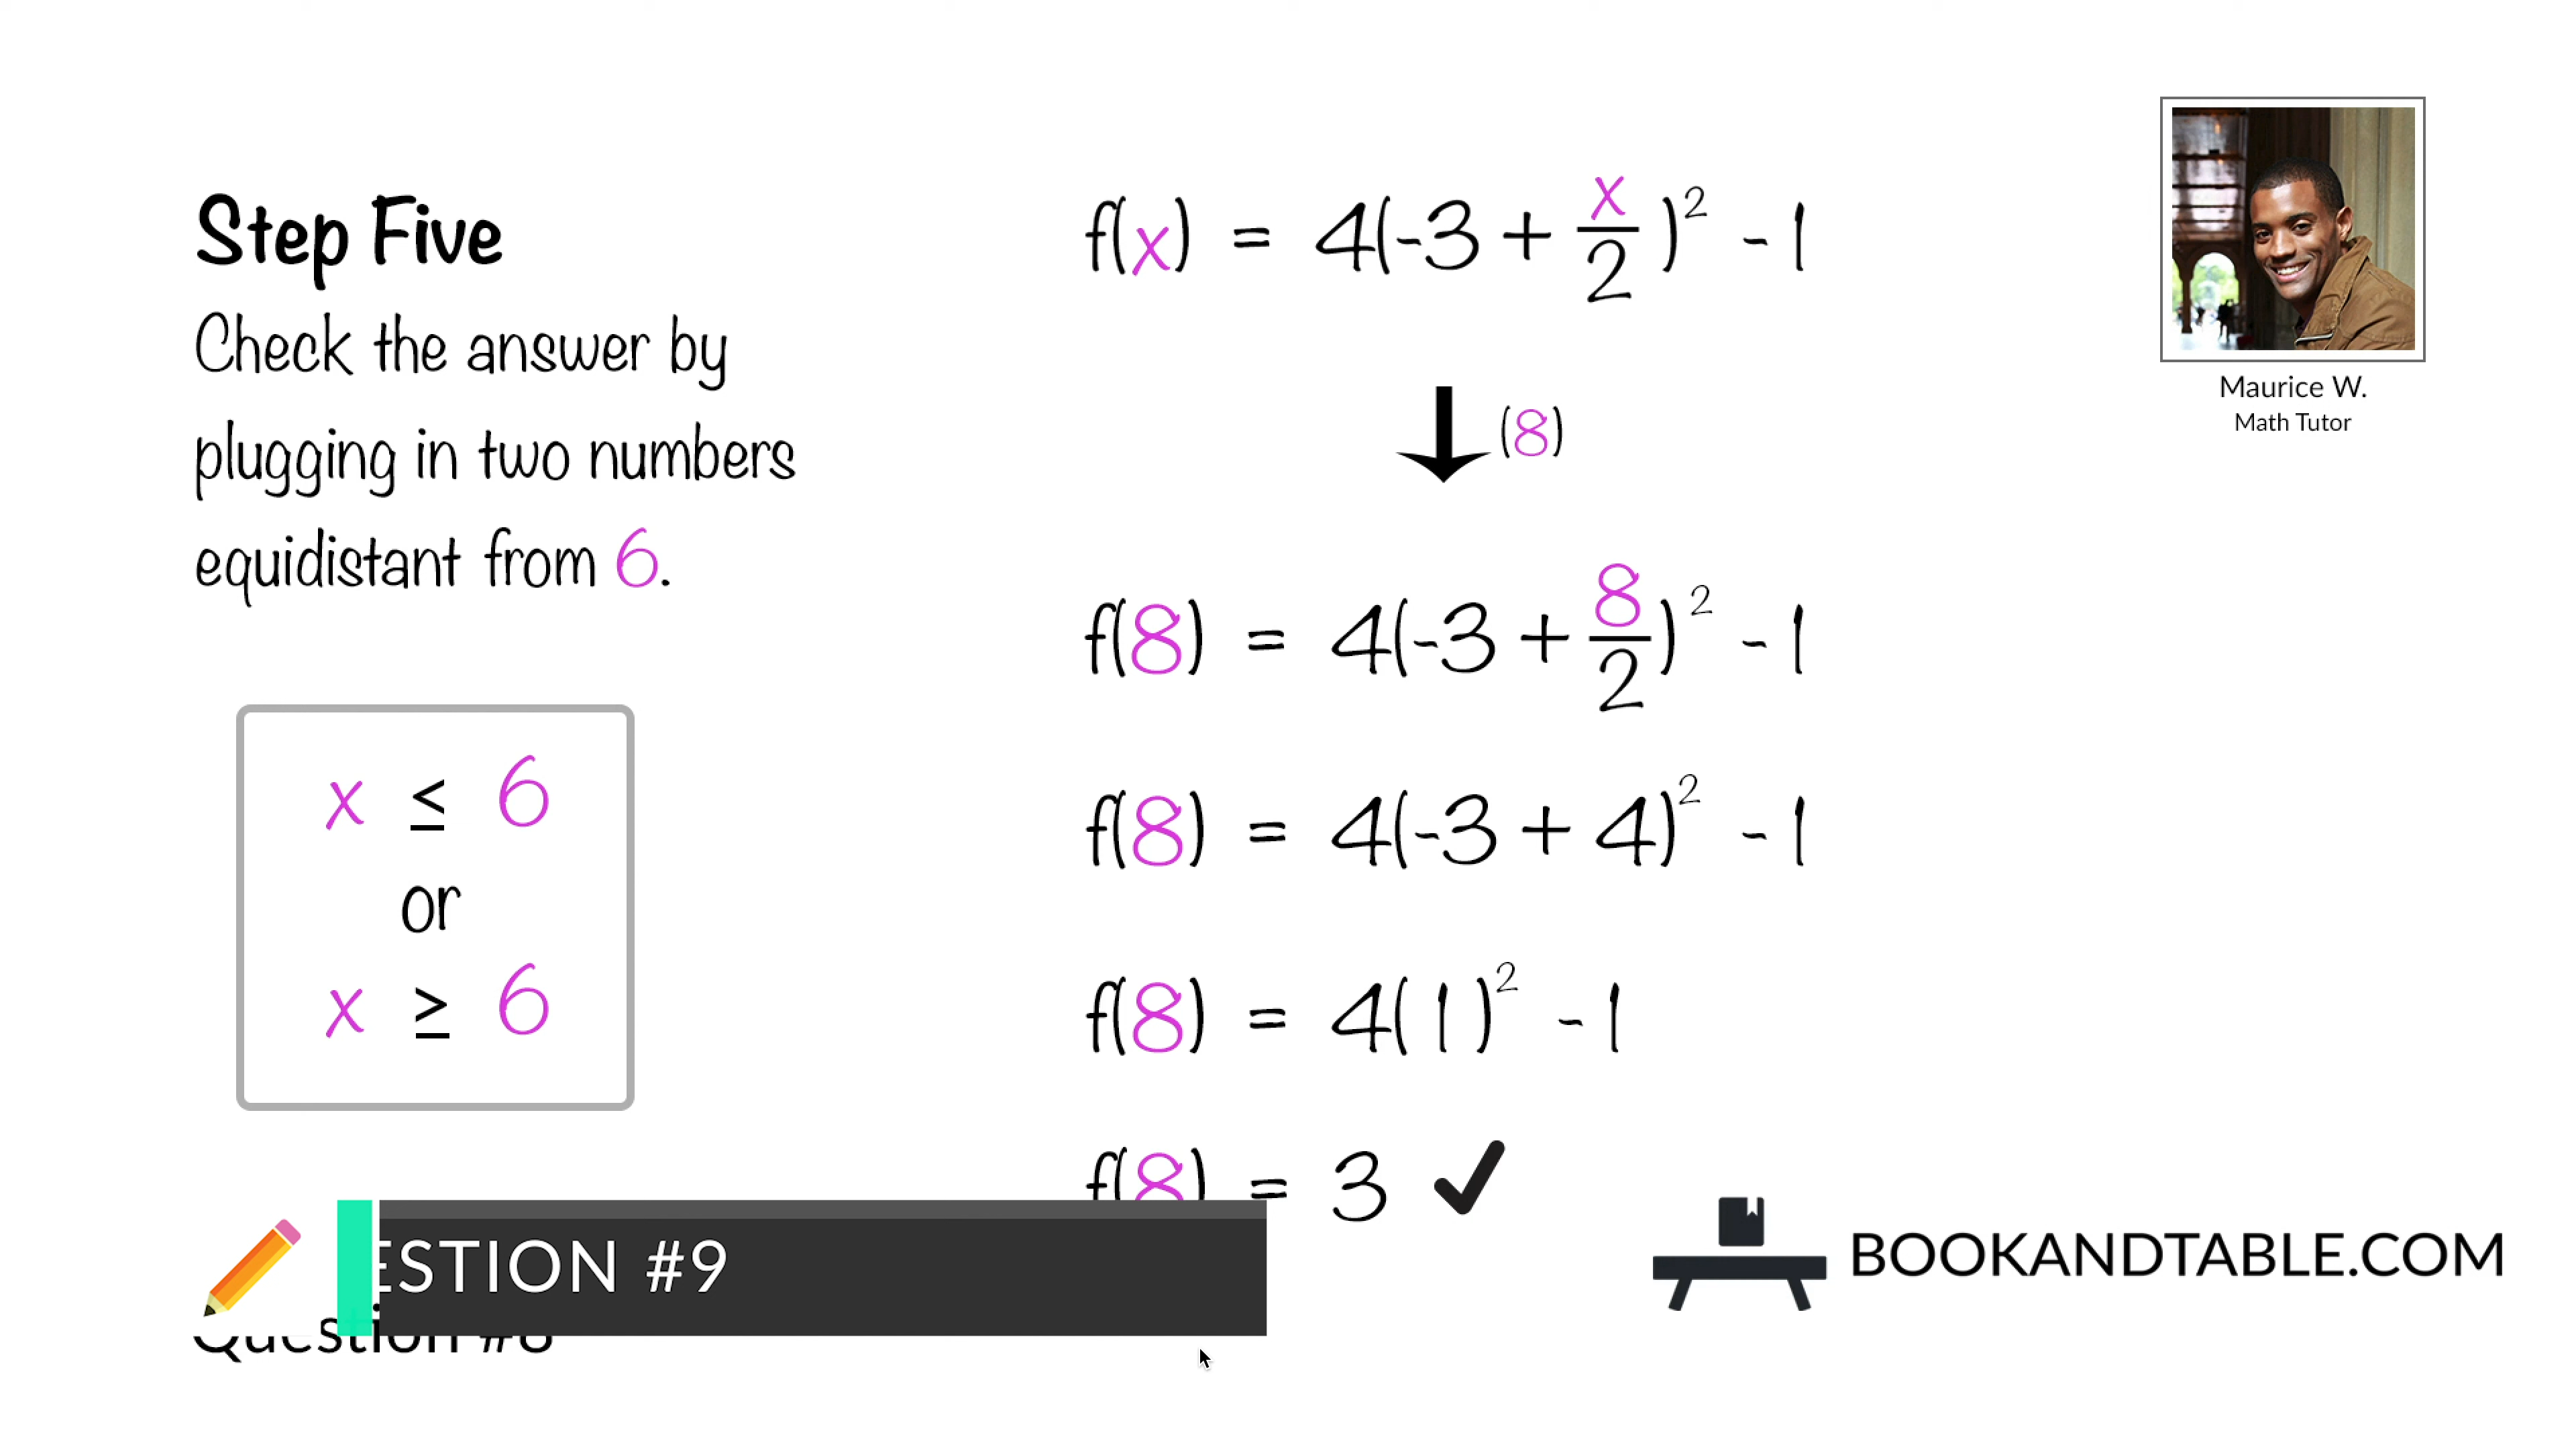 Step Five
Check the answer by
plugging in two numbers
equidistant from 6.
x ≤ 6
or
x ≥ 6
f(x) = 4(-3 + x/2)² - 1
(8)
f(8) = 4(-3 + 8/2)² - 1
f(8) = 4(-3 + 4)² - 1
f(8) = 4(1)² - 1
f(8) = 3 ✓
Maurice W.
Math Tutor
ESTION #9
Question #8
BOOKANDTABLE.COM